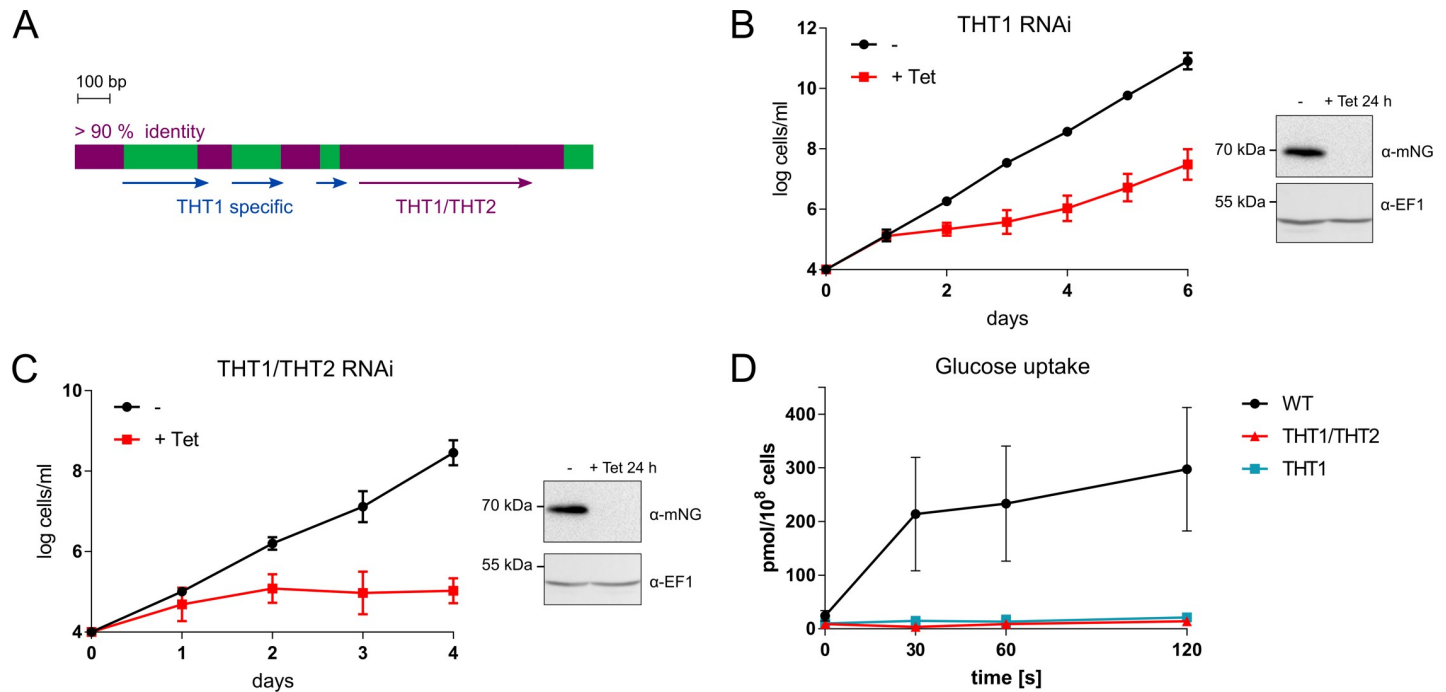 A
100 bp
> 90 % identity
THT1 specific
THT1/THT2
B
THT1 RNAi
-
+ Tet
log cells/ml
12
10
8
6
4
0
2
4
6
days
- + Tet 24 h
70 kDa
α-mNG
55 kDa
α-EF1
C
THT1/THT2 RNAi
-
+ Tet
log cells/ml
10
8
6
4
0
1
2
3
4
days
- + Tet 24 h
70 kDa
α-mNG
55 kDa
α-EF1
D
Glucose uptake
WT
THT1/THT2
THT1
pmol/10⁸ cells
400
300
200
100
0
0
30
60
120
time [s]